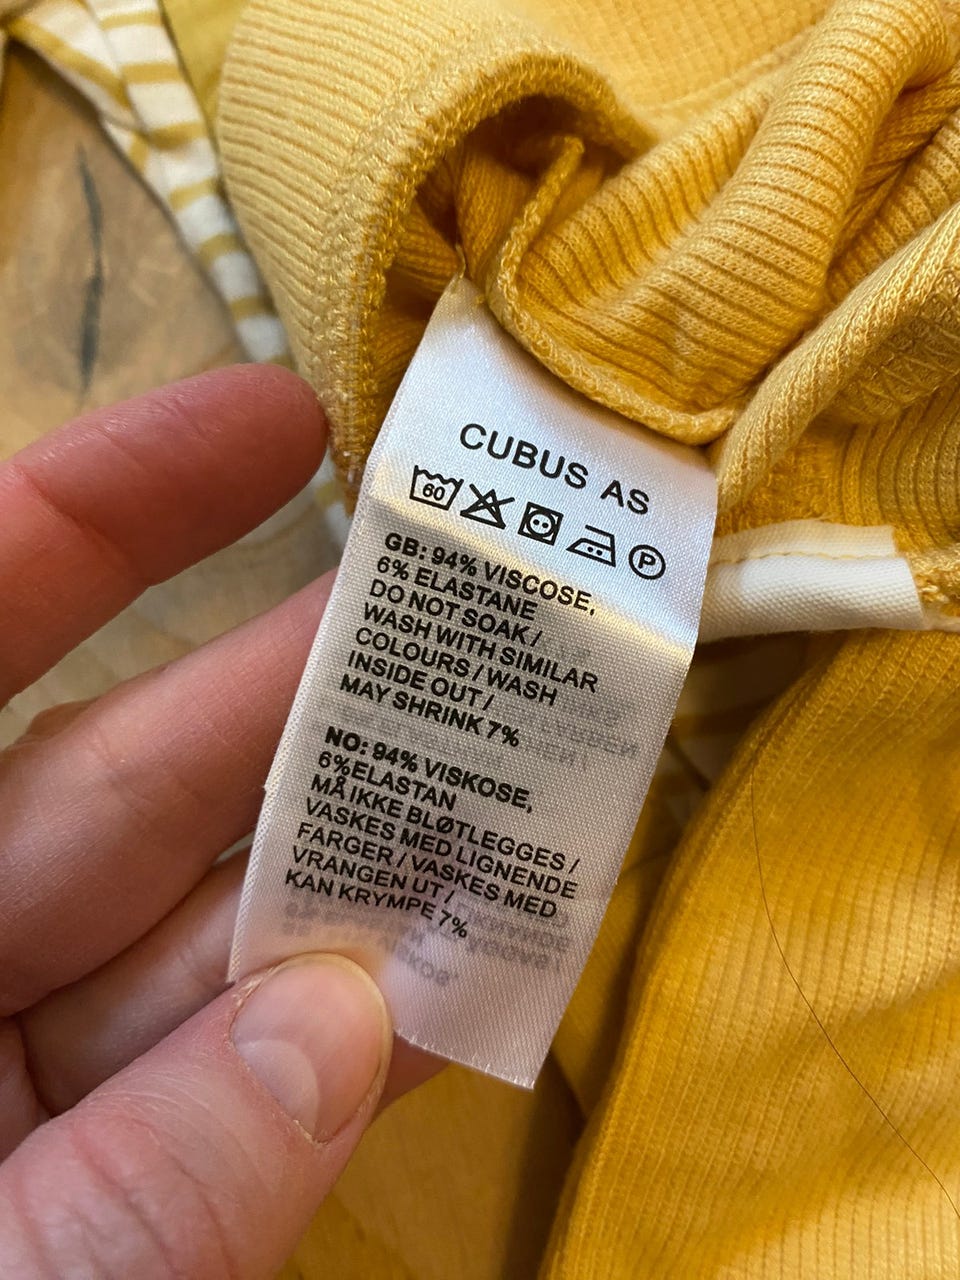 CUBUS AS
60 P
GB: 94% VISCOSE,
6% ELASTANE
DO NOT SOAK /
WASH WITH SIMILAR
COLOURS / WASH
INSIDE OUT /
MAY SHRINK 7%
NO: 94% VISKOSE,
6%ELASTAN
MÅ IKKE BLØTLEGGES /
VASKES MED LIGNENDE
FARGER / VASKES MED
VRANGEN UT /
KAN KRYMPE 7%